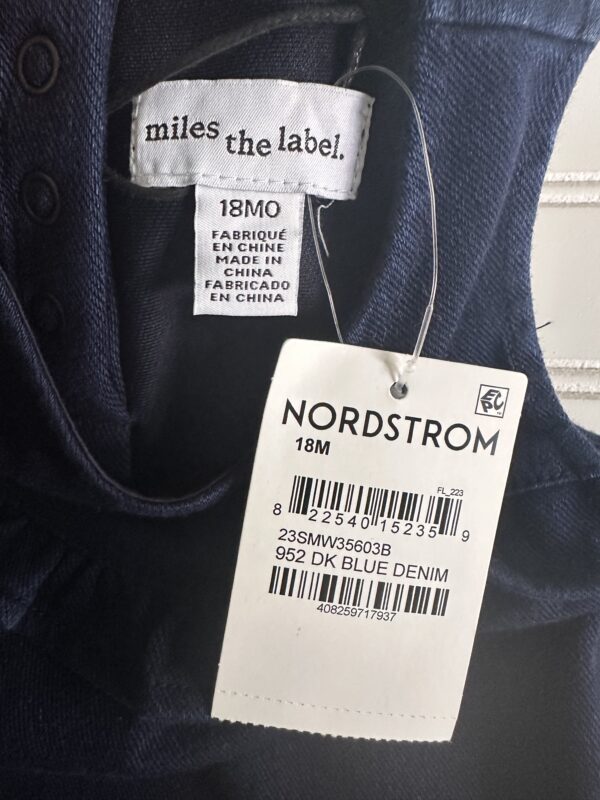 miles the label.
18MO
FABRIQUÉ
EN CHINE
MADE IN
CHINA
FABRICADO
EN CHINA
EPC
NORDSTROM
18M
FL_223
8 22540 15235 9
23SMW35603B
952 DK BLUE DENIM
408259717937